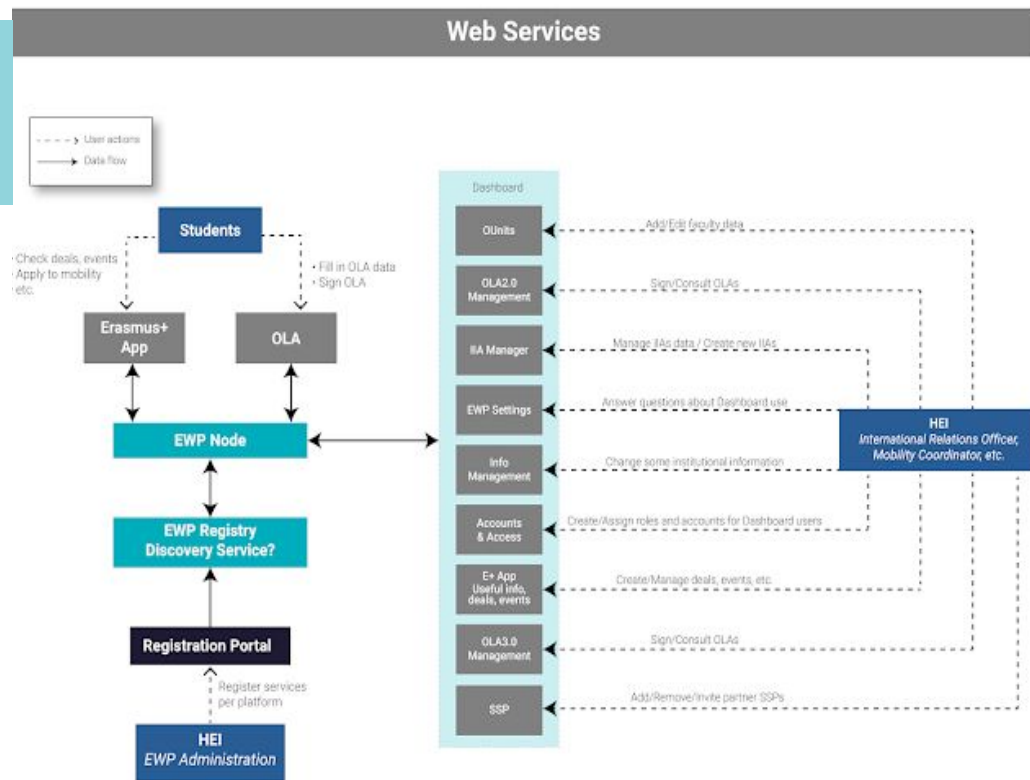 Web Services
User actions
Data flow
Students
• Check deals, events
• Apply to mobility
• etc.
• Fill in OLA data
• Sign OLA
Erasmus+
App
OLA
EWP Node
EWP Registry
Discovery Service?
Registration Portal
Register services
per platform
HEI
EWP Administration
Dashboard
OUnits
OLA2.0
Management
IIA Manager
EWP Settings
Info
Management
Accounts
& Access
E+ App
Useful info,
deals, events
OLA3.0
Management
SSP
Add/Edit faculty data
Sign/Consult OLAs
Manage IIAs data / Create new IIAs
Answer questions about Dashboard use
Change some institutional information
Create/Assign roles and accounts for Dashboard users
Create/Manage deals, events, etc.
Sign/Consult OLAs
Add/Remove/Invite partner SSPs
HEI
International Relations Officer,
Mobility Coordinator, etc.